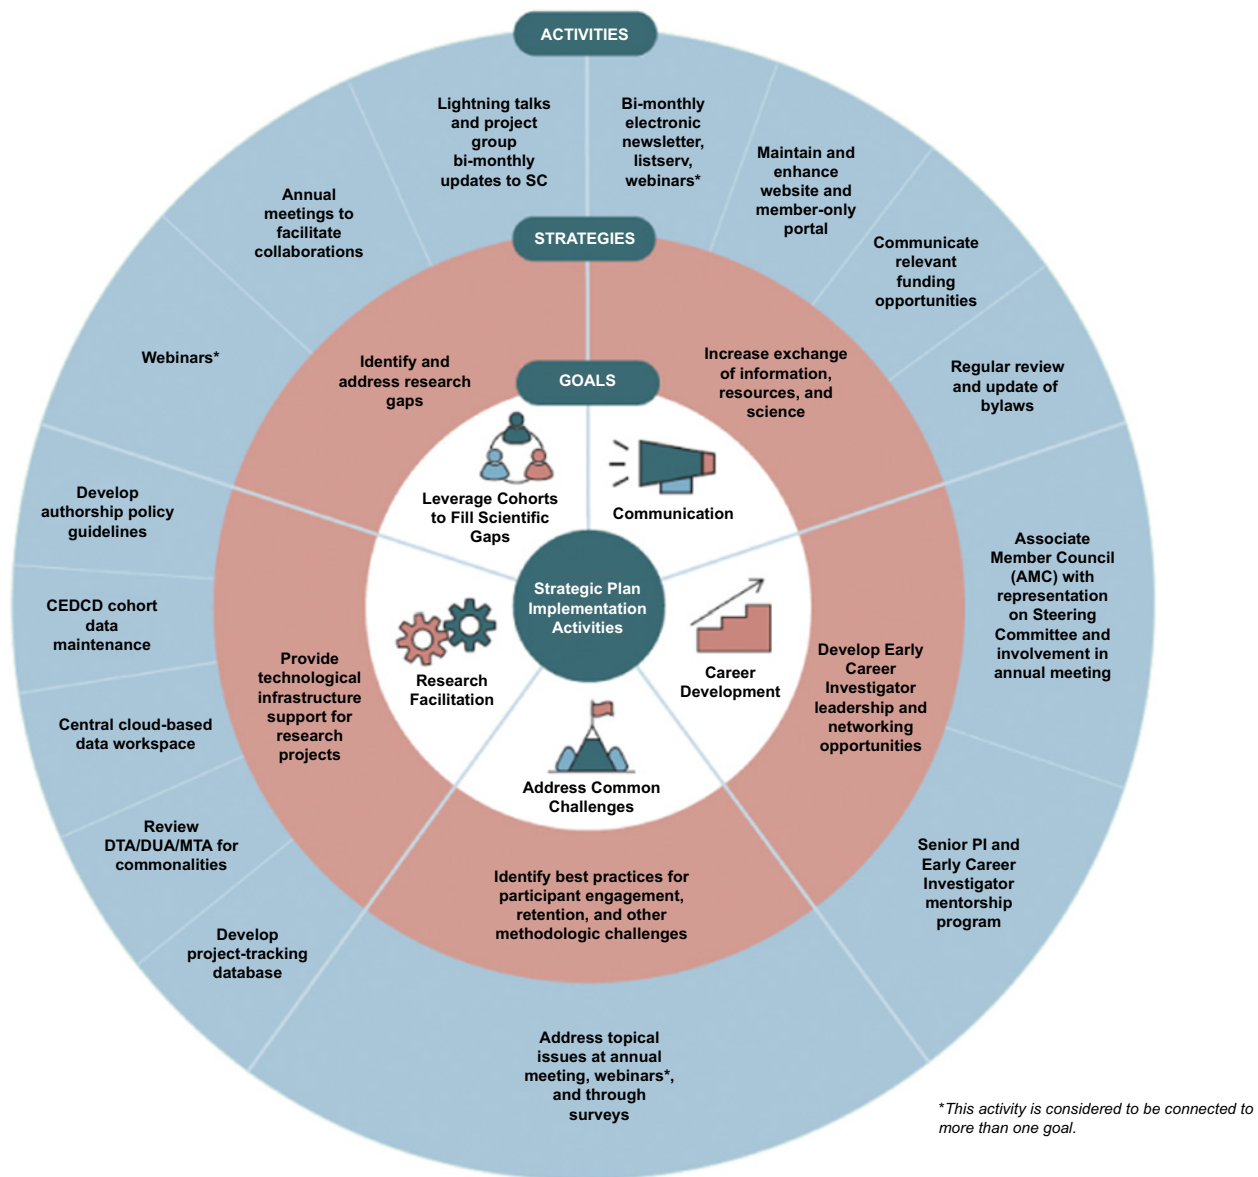 ACTIVITIES
Lightning talks
and project
group
bi-monthly
updates to SC
Bi-monthly
electronic
newsletter,
listserv,
webinars*
Maintain and
enhance
website and
member-only
portal
Communicate
relevant
funding
opportunities
Regular review
and update of
bylaws
Annual
meetings to
facilitate
collaborations
Webinars*
STRATEGIES
Identify and
address research
gaps
Increase exchange
of information,
resources, and
science
GOALS
Leverage Cohorts
to Fill Scientific
Gaps
Communication
Strategic Plan
Implementation
Activities
Research
Facilitation
Career
Development
Address Common
Challenges
Provide
technological
infrastructure
support for
research
projects
Develop Early
Career
Investigator
leadership and
networking
opportunities
Identify best practices for
participant engagement,
retention, and other
methodologic challenges
Develop
authorship policy
guidelines
CEDCD cohort
data
maintenance
Central cloud-based
data workspace
Review
DTA/DUA/MTA for
commonalities
Develop
project-tracking
database
Associate
Member Council
(AMC) with
representation
on Steering
Committee and
involvement in
annual meeting
Senior PI and
Early Career
Investigator
mentorship
program
Address topical
issues at annual
meeting, webinars*,
and through
surveys
*This activity is considered to be connected to
more than one goal.